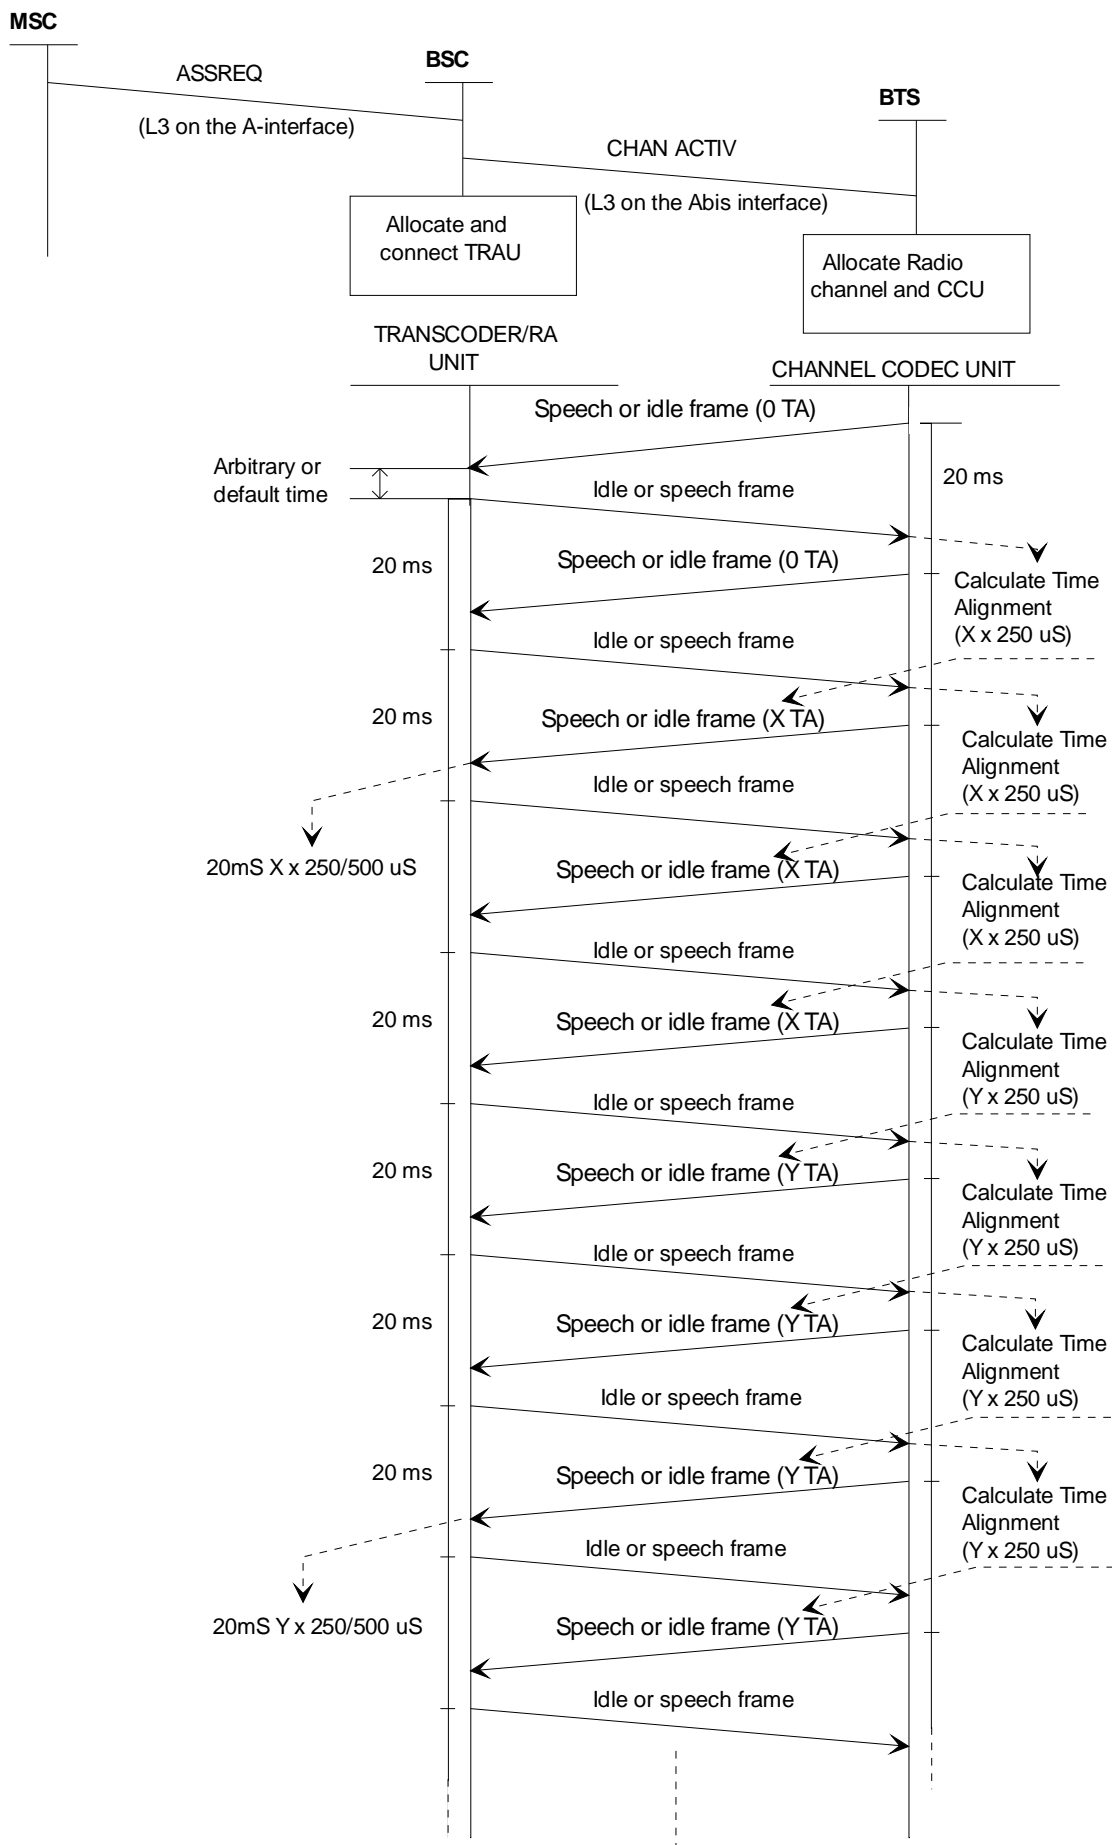 MSC
BSC
ASSREQ
BTS
(L3 on the A-interface)
CHAN ACTIV
(L3 on the Abis interface)
Allocate and
connect TRAU
Allocate Radio
channel and CCU
TRANSCODER/RA
UNIT
CHANNEL CODEC UNIT
Speech or idle frame (0 TA)
Arbitrary or
default time
20 ms
Idle or speech frame
20 ms
Speech or idle frame (0 TA)
Calculate Time
Alignment
(X x 250 uS)
Idle or speech frame
20 ms
Speech or idle frame (X TA)
Calculate Time
Alignment
(X x 250 uS)
Idle or speech frame
20mS X x 250/500 uS
Speech or idle frame (X TA)
Calculate Time
Alignment
(X x 250 uS)
Idle or speech frame
20 ms
Speech or idle frame (X TA)
Calculate Time
Alignment
(Y x 250 uS)
Idle or speech frame
20 ms
Speech or idle frame (Y TA)
Calculate Time
Alignment
(Y x 250 uS)
Idle or speech frame
20 ms
Speech or idle frame (Y TA)
Calculate Time
Alignment
(Y x 250 uS)
Idle or speech frame
20 ms
Speech or idle frame (Y TA)
Calculate Time
Alignment
(Y x 250 uS)
Idle or speech frame
20mS Y x 250/500 uS
Speech or idle frame (Y TA)
Idle or speech frame